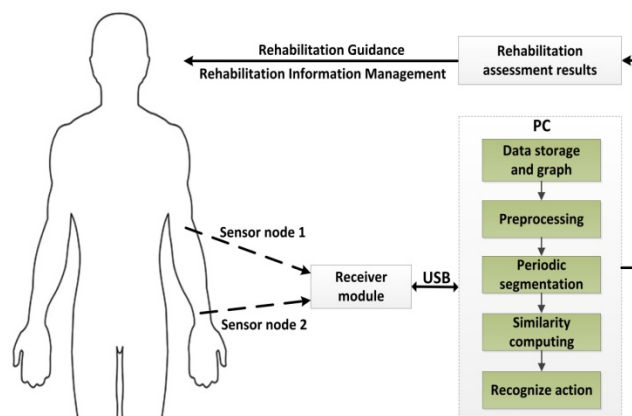 Rehabilitation Guidance
Rehabilitation Information Management
Rehabilitation
assessment results
PC
Data storage
and graph
Preprocessing
Periodic
segmentation
Similarity
computing
Recognize action
Sensor node 1
Receiver
module
USB
Sensor node 2